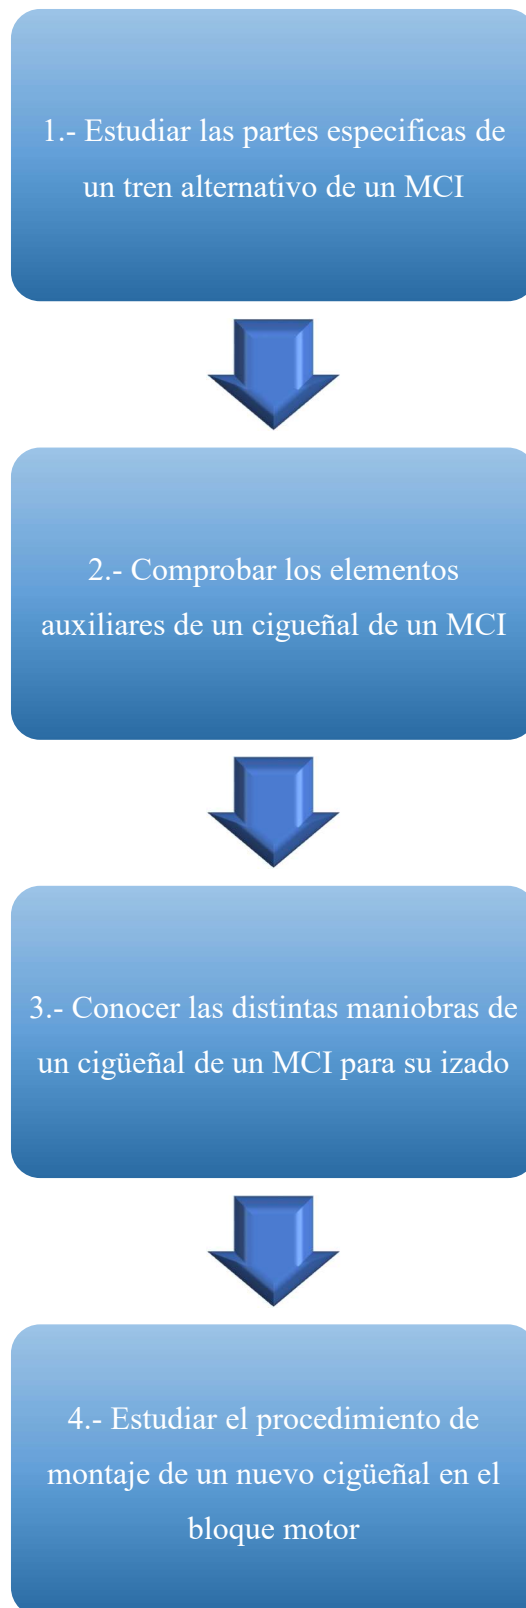 1.- Estudiar las partes especificas de
un tren alternativo de un MCI
2.- Comprobar los elementos
auxiliares de un cigueñal de un MCI
3.- Conocer las distintas maniobras de
un cigüeñal de un MCI para su izado
4.- Estudiar el procedimiento de
montaje de un nuevo cigüeñal en el
bloque motor